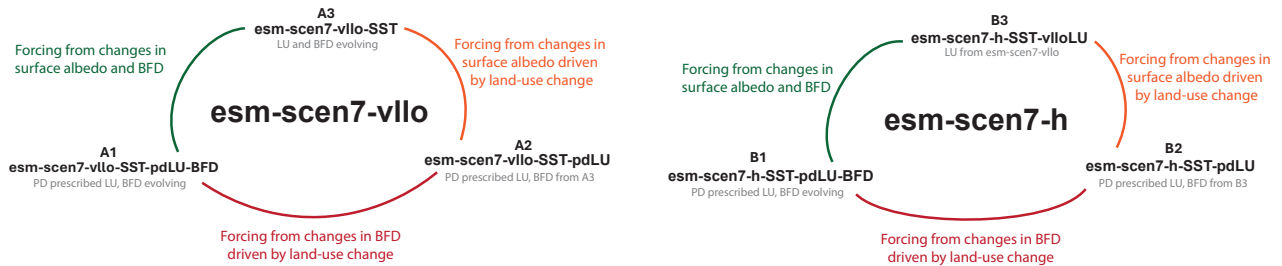 A3
esm-scen7-vllo-SST
LU and BFD evolving
Forcing from changes in
surface albedo and BFD
Forcing from changes in
surface albedo driven
by land-use change
esm-scen7-vllo
A1
esm-scen7-vllo-SST-pdLU-BFD
PD prescribed LU, BFD evolving
A2
esm-scen7-vllo-SST-pdLU
PD prescribed LU, BFD from A3
Forcing from changes in BFD
driven by land-use change
B3
esm-scen7-h-SST-vlloLU
LU from esm-scen7-vllo
Forcing from changes in
surface albedo and BFD
Forcing from changes in
surface albedo driven
by land-use change
esm-scen7-h
B1
esm-scen7-h-SST-pdLU-BFD
PD prescribed LU, BFD evolving
B2
esm-scen7-h-SST-pdLU
PD prescribed LU, BFD from B3
Forcing from changes in BFD
driven by land-use change